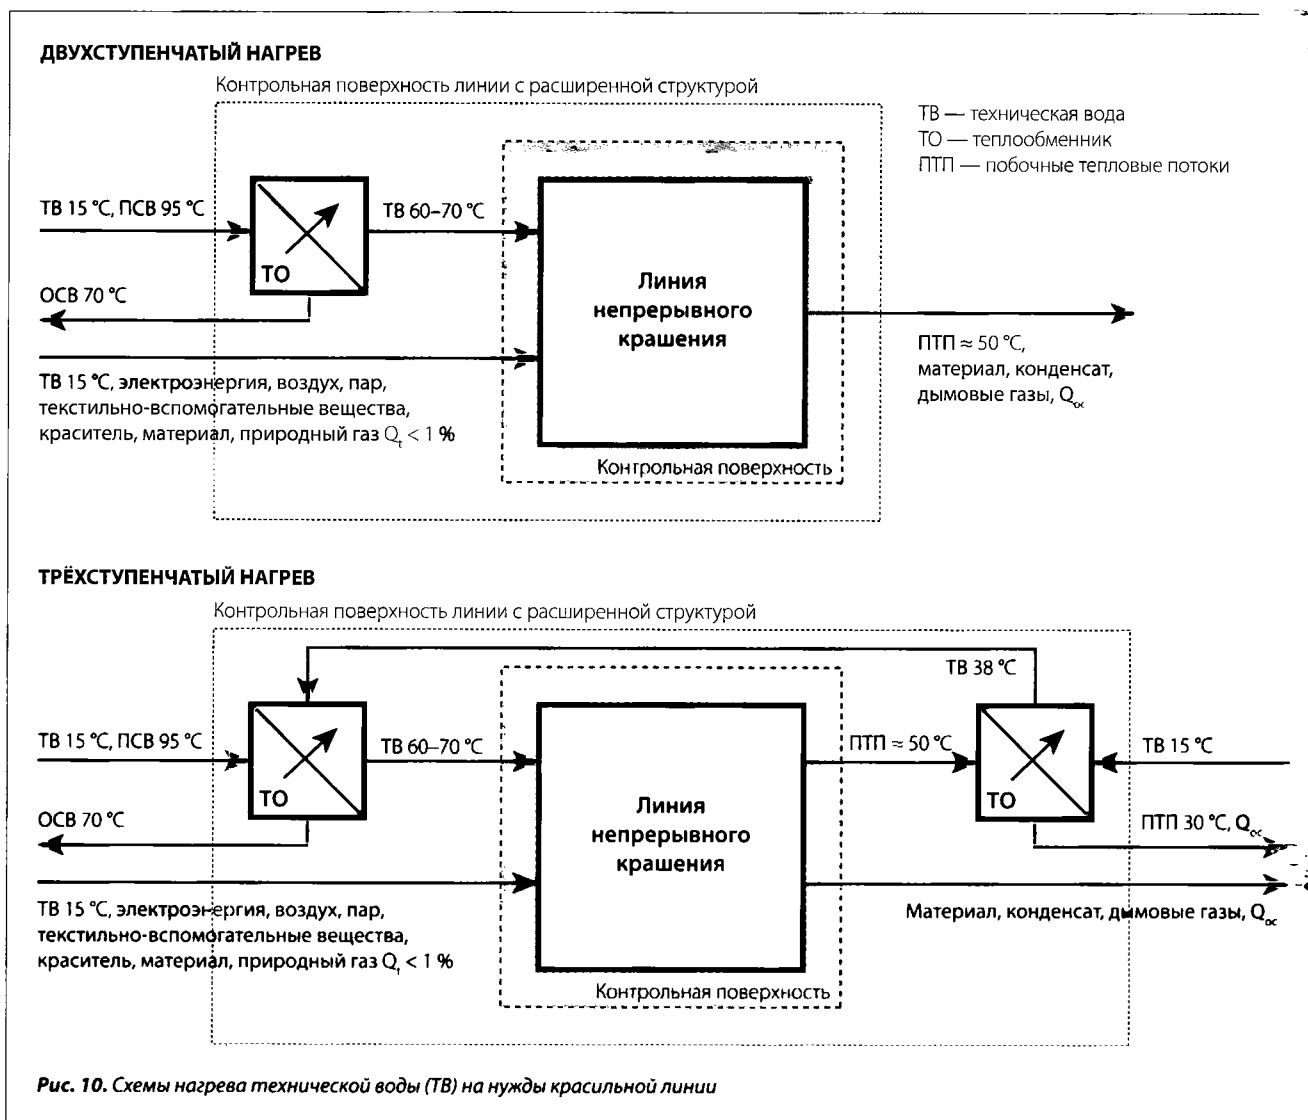 ДВУХСТУПЕНЧАТЫЙ НАГРЕВ
Контрольная поверхность линии с расширенной структурой
ТВ — техническая вода
ТО — теплообменник
ПТП — побочные тепловые потоки
ТВ 15 °С, ПСВ 95 °С
ТВ 60–70 °С
ТО
ОСВ 70 °С
Линия
непрерывного
крашения
ПТП ≈ 50 °С,
материал, конденсат,
дымовые газы, Qос
ТВ 15 °С, электроэнергия, воздух, пар,
текстильно-вспомогательные вещества,
краситель, материал, природный газ Qt < 1 %
Контрольная поверхность
ТРЁХСТУПЕНЧАТЫЙ НАГРЕВ
Контрольная поверхность линии с расширенной структурой
ТВ 38 °С
ТВ 15 °С, ПСВ 95 °С
ТВ 60–70 °С
ПТП ≈ 50 °С
ТВ 15 °С
ТО
ТО
ОСВ 70 °С
Линия
непрерывного
крашения
ПТП 30 °С, Qос
ТВ 15 °С, электроэнергия, воздух, пар,
текстильно-вспомогательные вещества,
краситель, материал, природный газ Qt < 1 %
Материал, конденсат, дымовые газы, Qос
Контрольная поверхность
Рис. 10. Схемы нагрева технической воды (ТВ) на нужды красильной линии